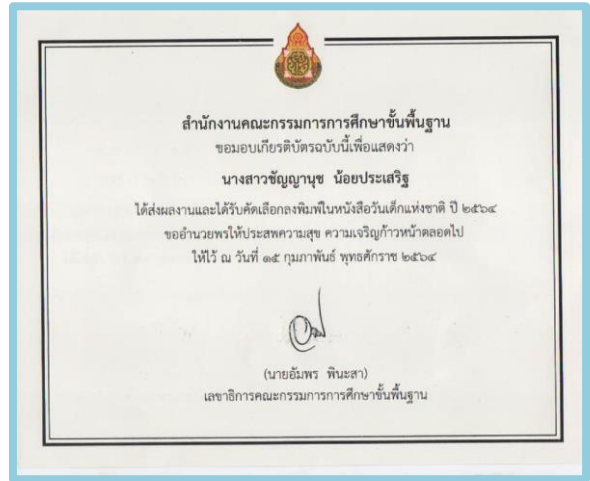 สำนักงานคณะกรรมการการศึกษาขั้นพื้นฐาน
ขอมอบเกียรติบัตรฉบับนี้เพื่อแสดงว่า
นางสาวชัญญานุช น้อยประเสริฐ
ได้ส่งผลงานและได้รับคัดเลือกลงพิมพ์ในหนังสือวันเด็กแห่งชาติ ปี ๒๕๖๔
ขออำนวยพรให้ประสพความสุข ความเจริญก้าวหน้าตลอดไป
ให้ไว้ ณ วันที่ ๑๕ กุมภาพันธ์ พุทธศักราช ๒๕๖๔
(นายอัมพร พินะสา)
เลขาธิการคณะกรรมการการศึกษาขั้นพื้นฐาน